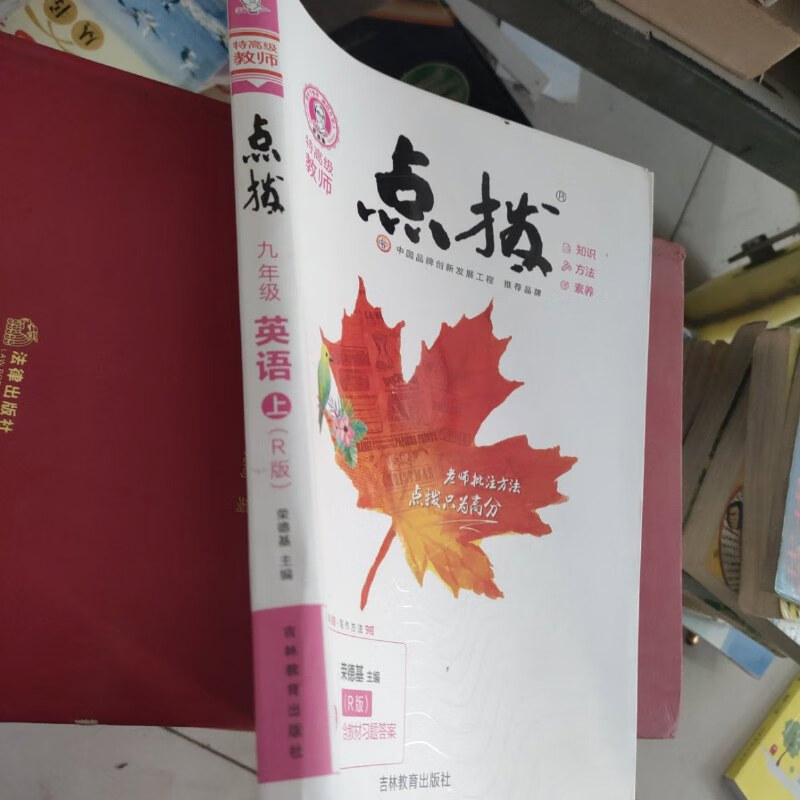 特高级
教师
点拨
九年级
英语
上
(R版)
荣德基 主编
吉林教育出版社
特高级
教师
点拨®
中国品牌创新发展工程 推荐品牌
知识
方法
素养
老师批注方法
点拨只为高分
荣德基 主编
(R版)
含教材习题答案
吉林教育出版社
法律出版社